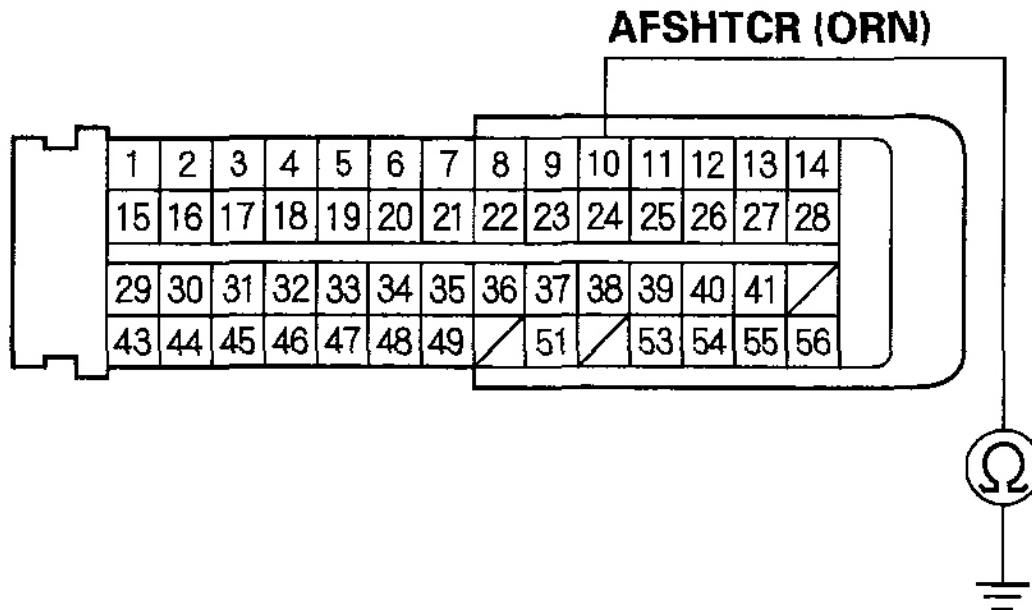 AFSHTCR (ORN)
1 2 3 4 5 6 7 8 9 10 11 12 13 14
15 16 17 18 19 20 21 22 23 24 25 26 27 28
29 30 31 32 33 34 35 36 37 38 39 40 41
43 44 45 46 47 48 49 51 53 54 55 56
Ω